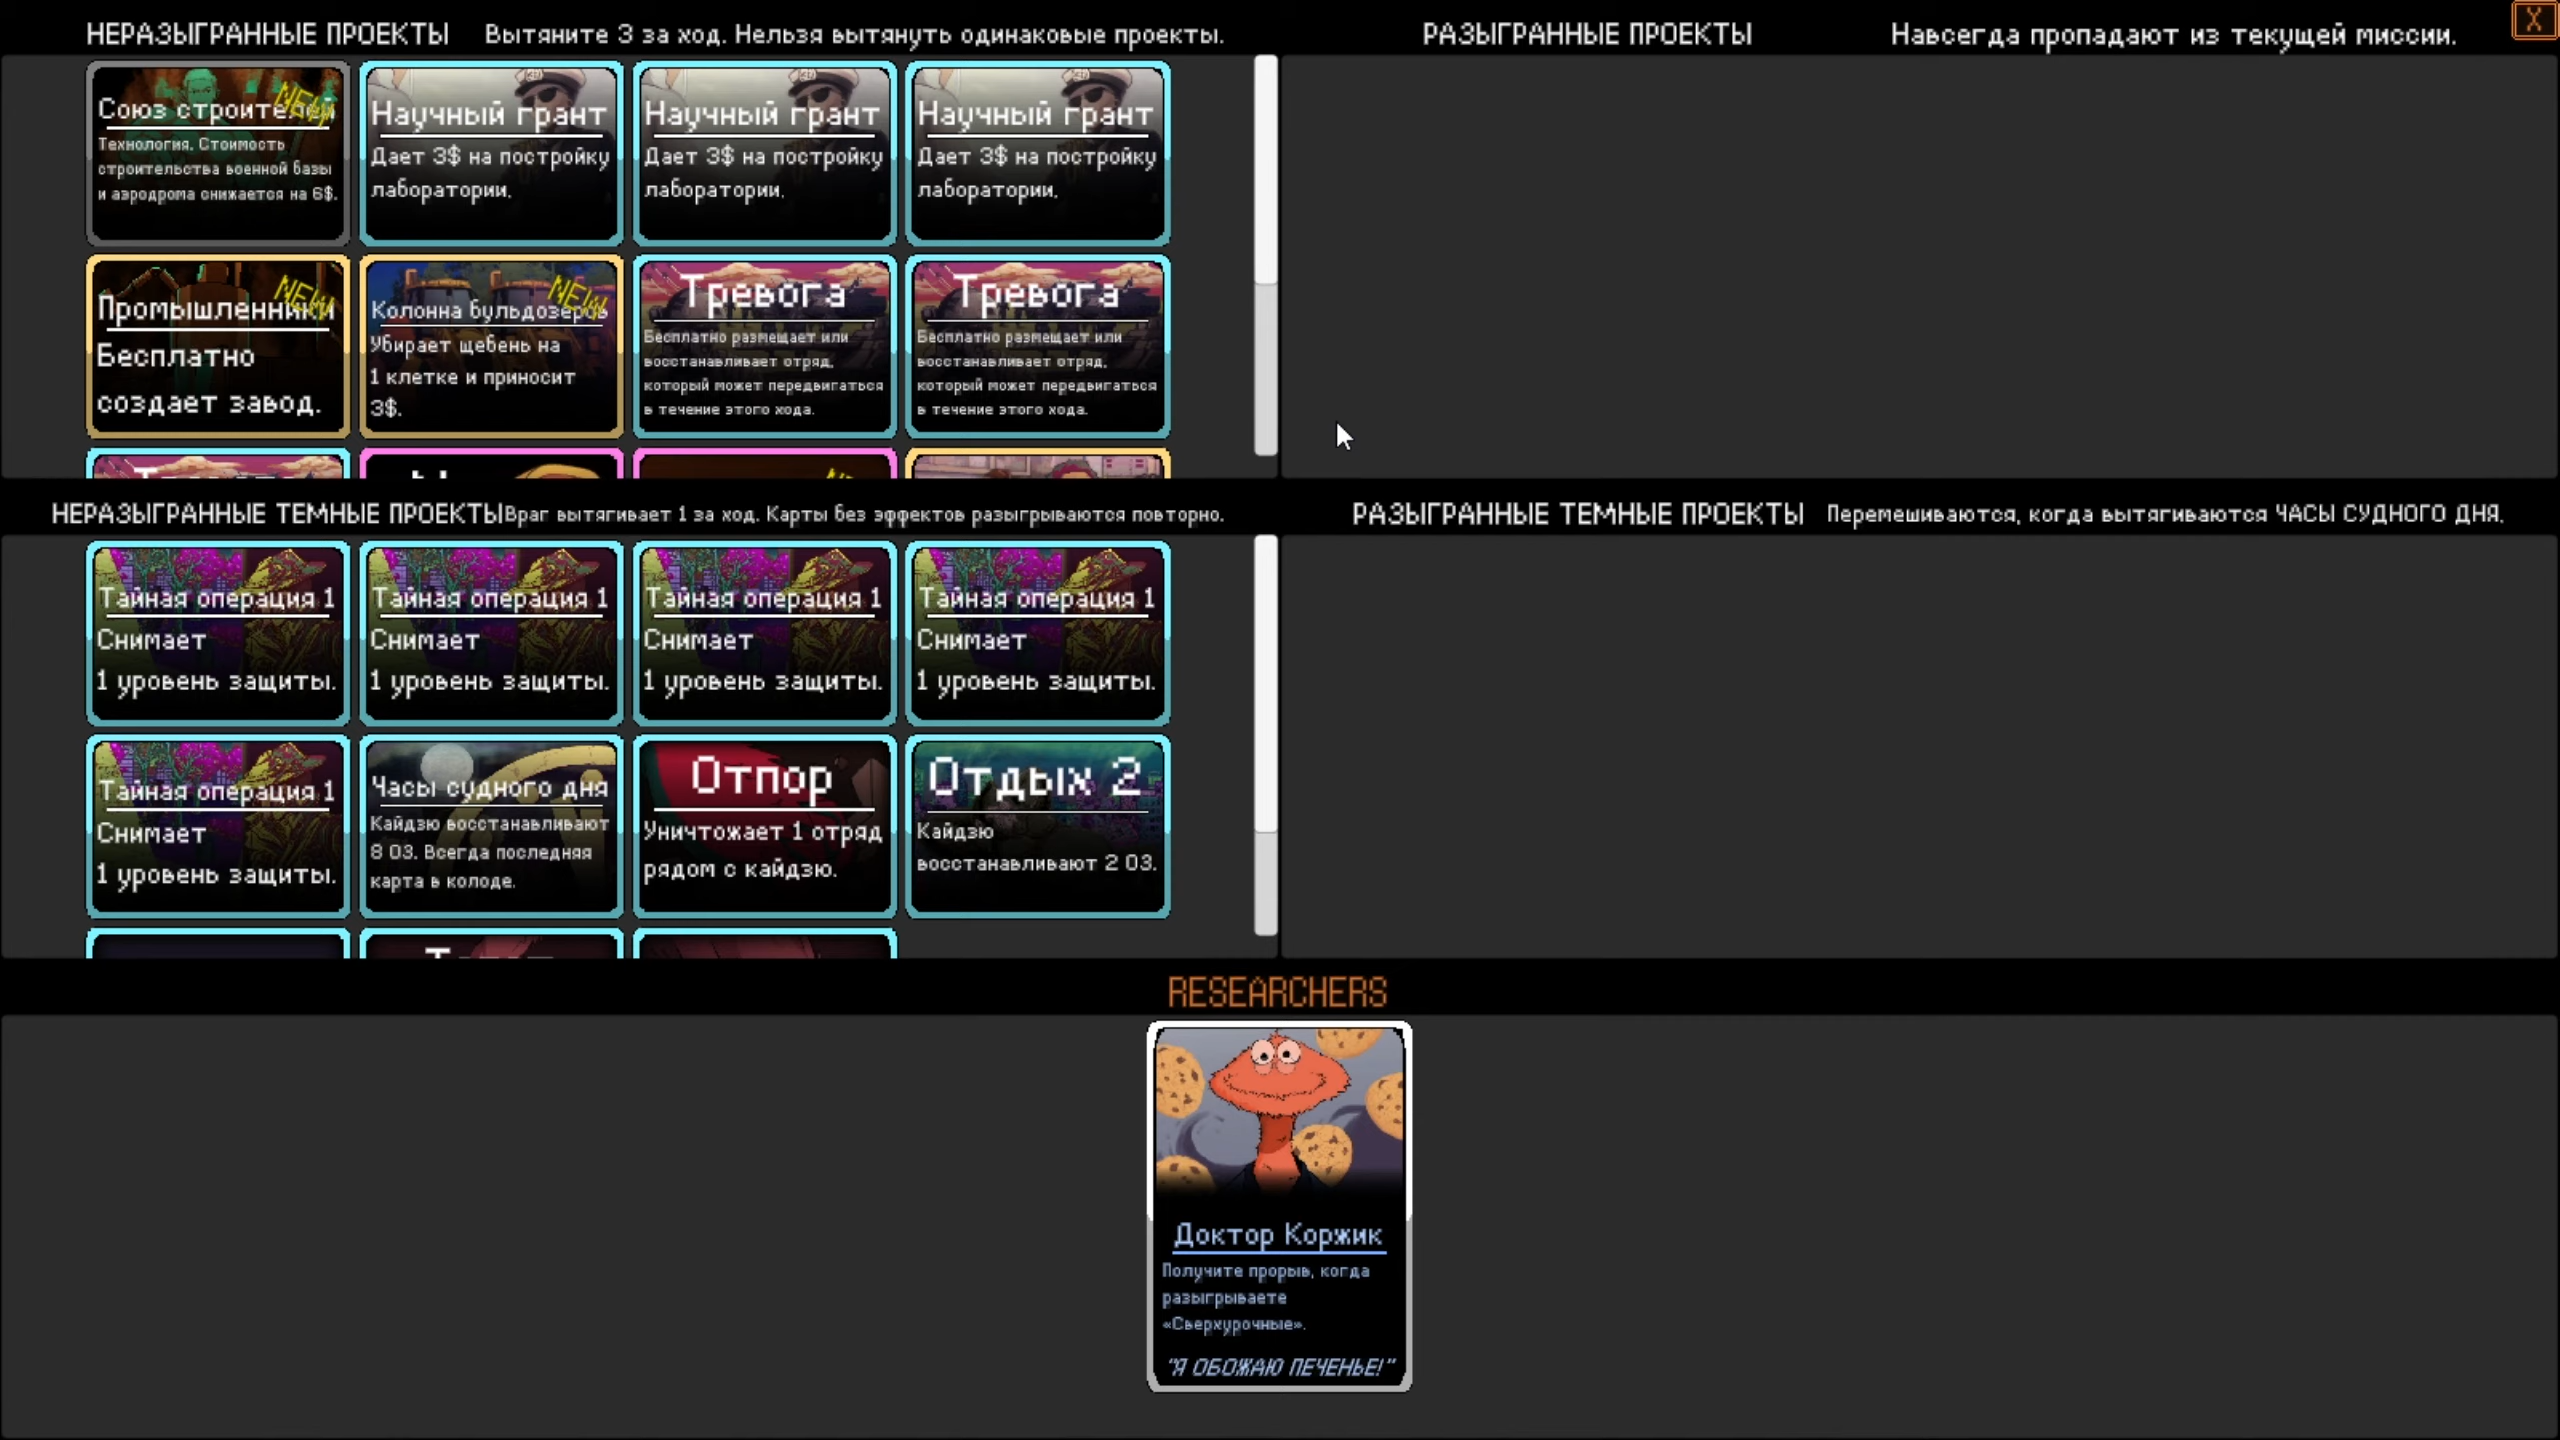 НЕРАЗЫГРАННЫЕ ПРОЕКТЫ Вытяните 3 за ход. Нельзя вытянуть одинаковые проекты.
РАЗЫГРАННЫЕ ПРОЕКТЫ Навсегда пропадают из текущей миссии.
X
Союз строителей
NEW
Технология. Стоимость
строительства военной базы
и аэродрома снижается на 6$.
Научный грант
Дает 3$ на постройку
лаборатории.
Научный грант
Дает 3$ на постройку
лаборатории.
Научный грант
Дает 3$ на постройку
лаборатории.
Промышленники
NEW
Бесплатно
создает завод.
Колонна бульдозеров
NEW
Убирает щебень на
1 клетке и приносит
3$.
Тревога
Бесплатно размещает или
восстанавливает отряд,
который может передвигаться
в течение этого хода.
Тревога
Бесплатно размещает или
восстанавливает отряд,
который может передвигаться
в течение этого хода.
НЕРАЗЫГРАННЫЕ ТЕМНЫЕ ПРОЕКТЫ Враг вытягивает 1 за ход. Карты без эффектов разыгрываются повторно.
РАЗЫГРАННЫЕ ТЕМНЫЕ ПРОЕКТЫ Перемешиваются, когда вытягиваются ЧАСЫ СУДНОГО ДНЯ.
Тайная операция 1
Снимает
1 уровень защиты.
Тайная операция 1
Снимает
1 уровень защиты.
Тайная операция 1
Снимает
1 уровень защиты.
Тайная операция 1
Снимает
1 уровень защиты.
Тайная операция 1
Снимает
1 уровень защиты.
Часы судного дня
Кайдзю восстанавливают
8 ОЗ. Всегда последняя
карта в колоде.
Отпор
Уничтожает 1 отряд
рядом с кайдзю.
Отдых 2
Кайдзю
восстанавливают 2 ОЗ.
RESEARCHERS
Доктор Коржик
Получите прорыв, когда
разыгрываете
«Сверхурочные».
"Я ОБОЖАЮ ПЕЧЕНЬЕ!"